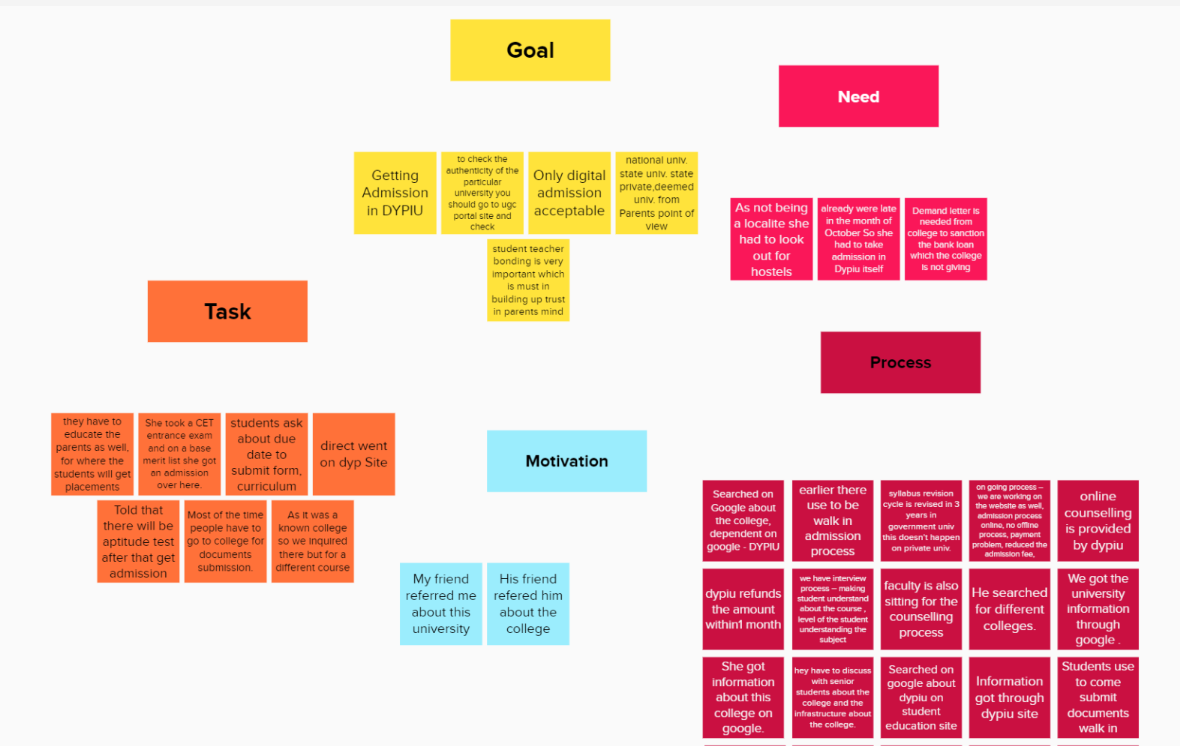 Goal
Need
Getting
Admission
in DYPIU
to check the
authenticity of the
particular
university you
should go to ugc
portal site and
check
Only digital
admission
acceptable
national univ.
state univ. state
private,deemed
univ. from
Parents point of
view
student teacher
bonding is very
important which
is must in
building up trust
in parents mind
As not being
a localite she
had to look
out for
hostels
already were late
in the month of
October So she
had to take
admission in
Dypiu itself
Demand letter is
needed from
college to sanction
the bank loan
which the college
is not giving
Task
Process
they have to
educate the
parents as well,
for where the
students will get
placements
She took a CET
entrance exam
and on a base
merit list she got
an admission
over here.
students ask
about due
date to
submit form,
curriculum
direct went
on dyp Site
Told that
there will be
aptitude test
after that get
admission
Most of the time
people have to
go to college for
documents
submission.
As it was a
known college
so we inquired
there but for a
different course
Motivation
My friend
referred me
about this
university
His friend
refered him
about the
college
Searched on
Google about
the college,
dependent on
google - DYPIU
earlier there
use to be
walk in
admission
process
syllabus revision
cycle is revised in 3
years in
government univ
this doesn't happen
on private univ.
on going process –
we are working on
the website as well,
admission process
online, no offline
process, payment
problem, reduced the
admission fee,
online
counselling
is provided
by dypiu
dypiu refunds
the amount
within1 month
we have interview
process – making
student understand
about the course ,
level of the student
understanding the
subject
faculty is also
sitting for the
counselling
process
He searched
for different
colleges.
We got the
university
information
through
google .
She got
information
about this
college on
google.
hey have to discuss
with senior
students about the
college and the
infrastructure about
the college.
Searched on
google about
dypiu on
student
education site
Information
got through
dypiu site
Students use
to come
submit
documents
walk in